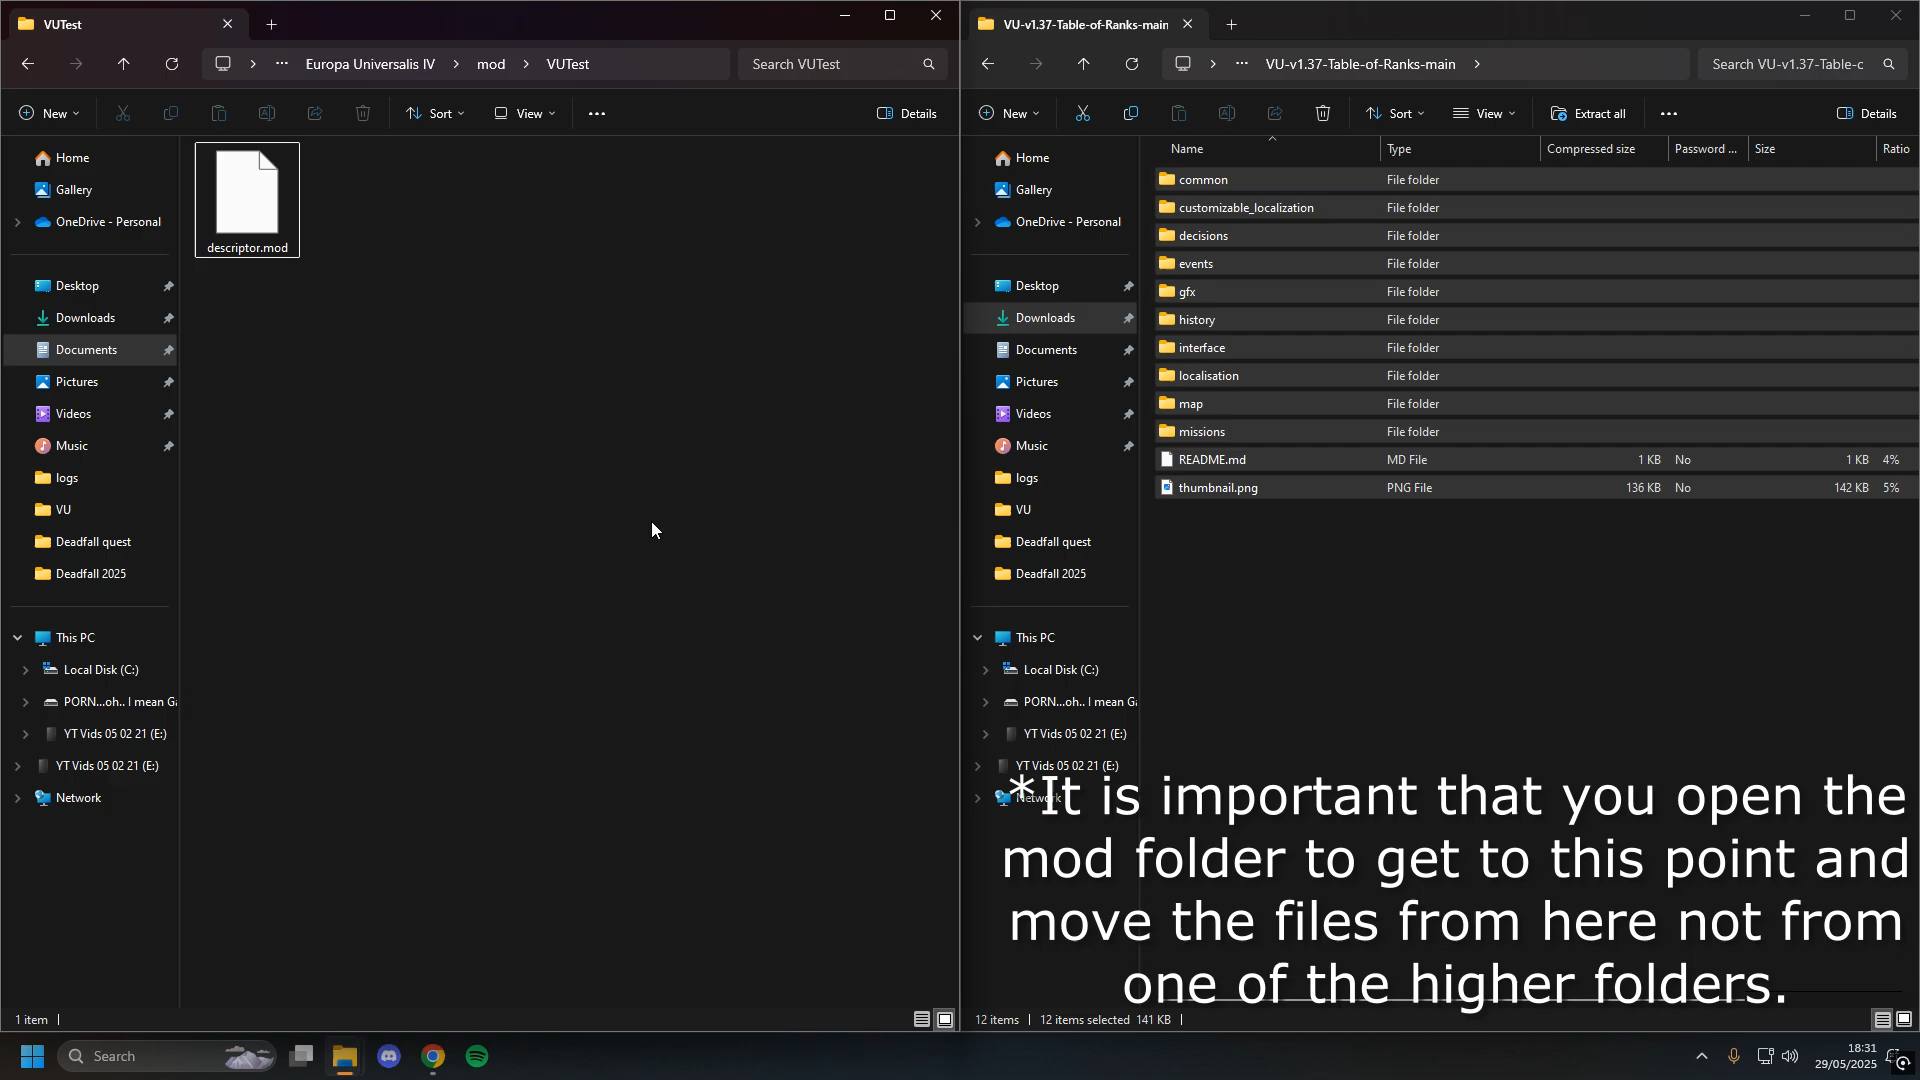 VUTest
Europa Universalis IV
mod
VUTest
Search VUTest
New
Sort
View
Details
Home
Gallery
OneDrive - Personal
Desktop
Downloads
Documents
Pictures
Videos
Music
logs
VU
Deadfall quest
Deadfall 2025
This PC
Local Disk (C:)
PORN...oh.. I mean Ga
YT Vids 05 02 21 (E:)
YT Vids 05 02 21 (E:)
Network
descriptor.mod
1 item
VU-v1.37-Table-of-Ranks-main
VU-v1.37-Table-of-Ranks-main
Search VU-v1.37-Table-c
New
Sort
View
Extract all
Details
Home
Gallery
OneDrive - Personal
Desktop
Downloads
Documents
Pictures
Videos
Music
logs
VU
Deadfall quest
Deadfall 2025
This PC
Local Disk (C:)
PORN...oh.. I mean Ga
YT Vids 05 02 21 (E:)
YT Vids 05 02 21 (E:)
Network
Name Type Compressed size Password ... Size Ratio
common File folder
customizable_localization File folder
decisions File folder
events File folder
gfx File folder
history File folder
interface File folder
localisation File folder
map File folder
missions File folder
README.md MD File 1 KB No 1 KB 4%
thumbnail.png PNG File 136 KB No 142 KB 5%
*It is important that you open the
mod folder to get to this point and
move the files from here not from
one of the higher folders.
12 items 12 items selected 141 KB
Search
18:31
29/05/2025